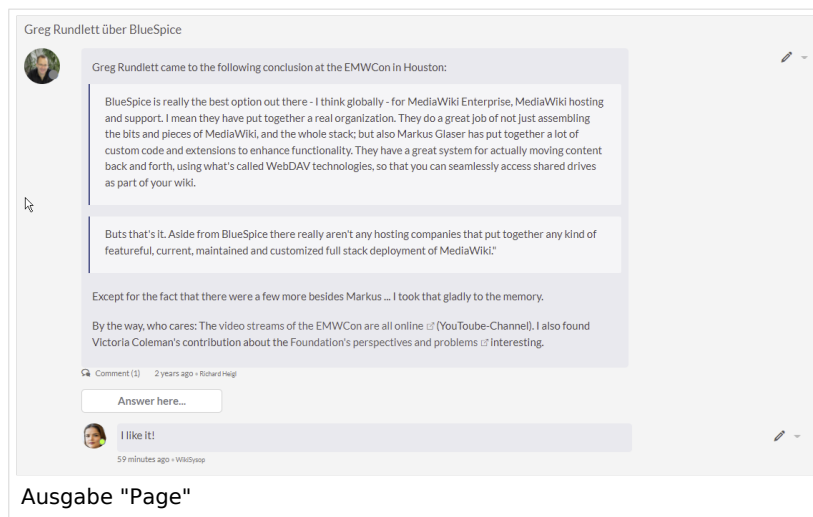 Greg Rundlett über BlueSpice
Greg Rundlett came to the following conclusion at the EMWCon in Houston:
BlueSpice is really the best option out there - I think globally - for MediaWiki Enterprise, MediaWiki hosting
and support. I mean they have put together a real organization. They do a great job of not just assembling
the bits and pieces of MediaWiki, and the whole stack; but also Markus Glaser has put together a lot of
custom code and extensions to enhance functionality. They have a great system for actually moving content
back and forth, using what's called WebDAV technologies, so that you can seamlessly access shared drives
as part of your wiki.
Buts that's it. Aside from BlueSpice there really aren't any hosting companies that put together any kind of
featureful, current, maintained and customized full stack deployment of MediaWiki."
Except for the fact that there were a few more besides Markus ... I took that gladly to the memory.
By the way, who cares: The video streams of the EMWCon are all online (YouToube-Channel). I also found
Victoria Coleman's contribution about the Foundation's perspectives and problems interesting.
Comment (1) 2 years ago • Richard Heigl
Answer here...
I like it!
59 minutes ago • WikiSysop
Ausgabe "Page"